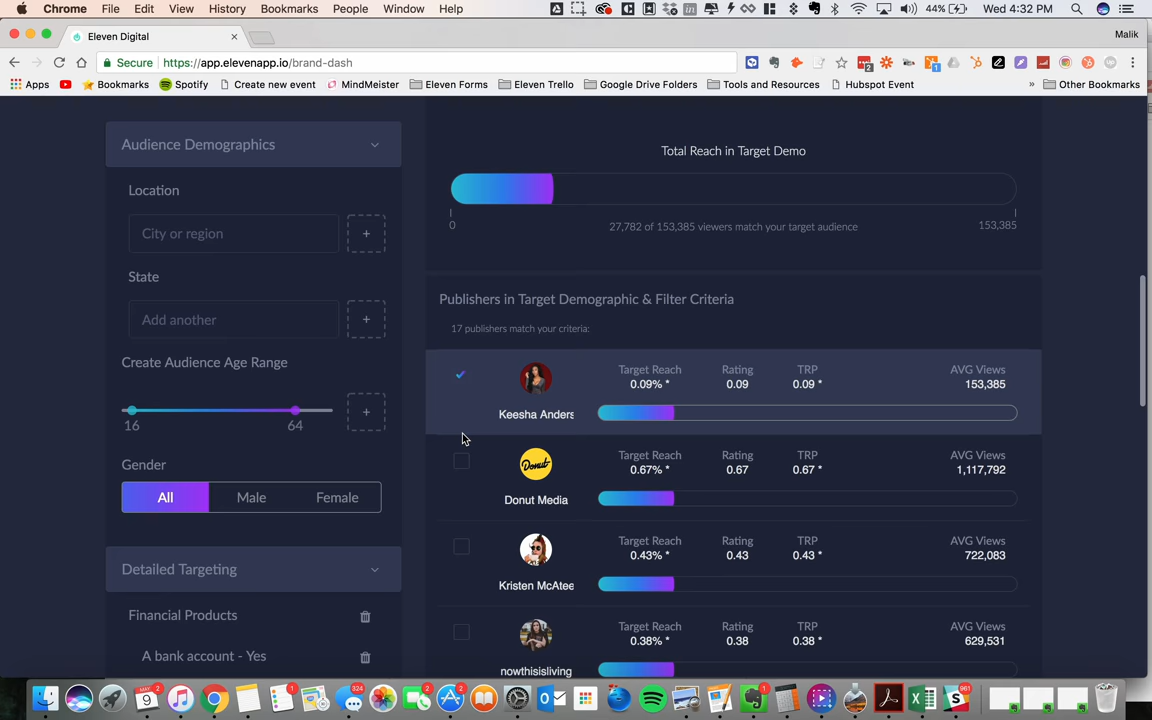 Chrome File Edit View History Bookmarks People Window Help 44% Wed 4:32 PM
Eleven Digital Malik
Secure https://app.elevenapp.io/brand-dash
Apps Bookmarks Spotify Create new event MindMeister Eleven Forms Eleven Trello Google Drive Folders Tools and Resources Hubspot Event » Other Bookmarks
Audience Demographics
Location
City or region +
State
Add another +
Create Audience Age Range
+
16 64
Gender
All Male Female
Detailed Targeting
Financial Products
A bank account - Yes
Total Reach in Target Demo
0 27,782 of 153,385 viewers match your target audience 153,385
Publishers in Target Demographic & Filter Criteria
17 publishers match your criteria:
Target Reach Rating TRP AVG Views
0.09% * 0.09 0.09 * 153,385
Keesha Anders
Target Reach Rating TRP AVG Views
Donut
0.67% * 0.67 0.67 * 1,117,792
Donut Media
Target Reach Rating TRP AVG Views
0.43% * 0.43 0.43 * 722,083
Kristen McAtee
Target Reach Rating TRP AVG Views
0.38% * 0.38 0.38 * 629,531
nowthisisliving